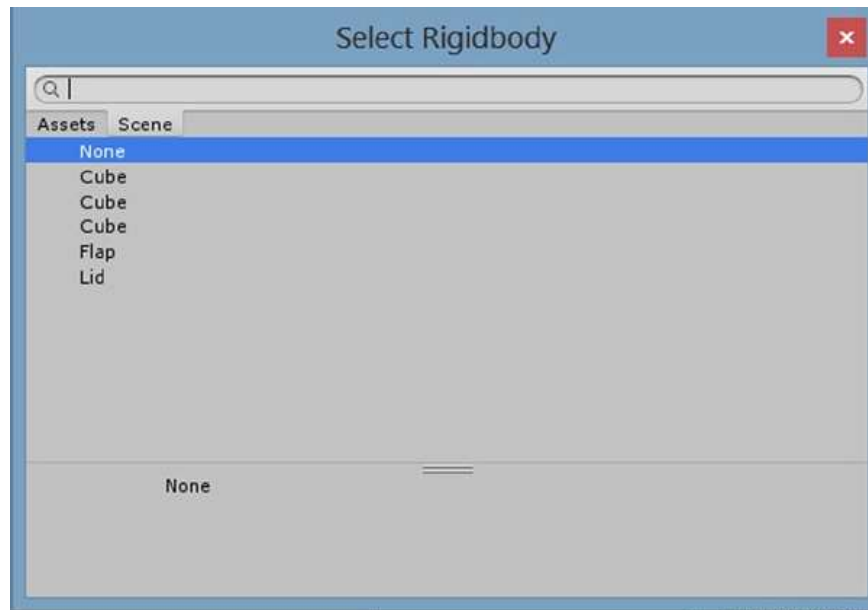 Select Rigidbody
Assets Scene
None
Cube
Cube
Cube
Flap
Lid
None